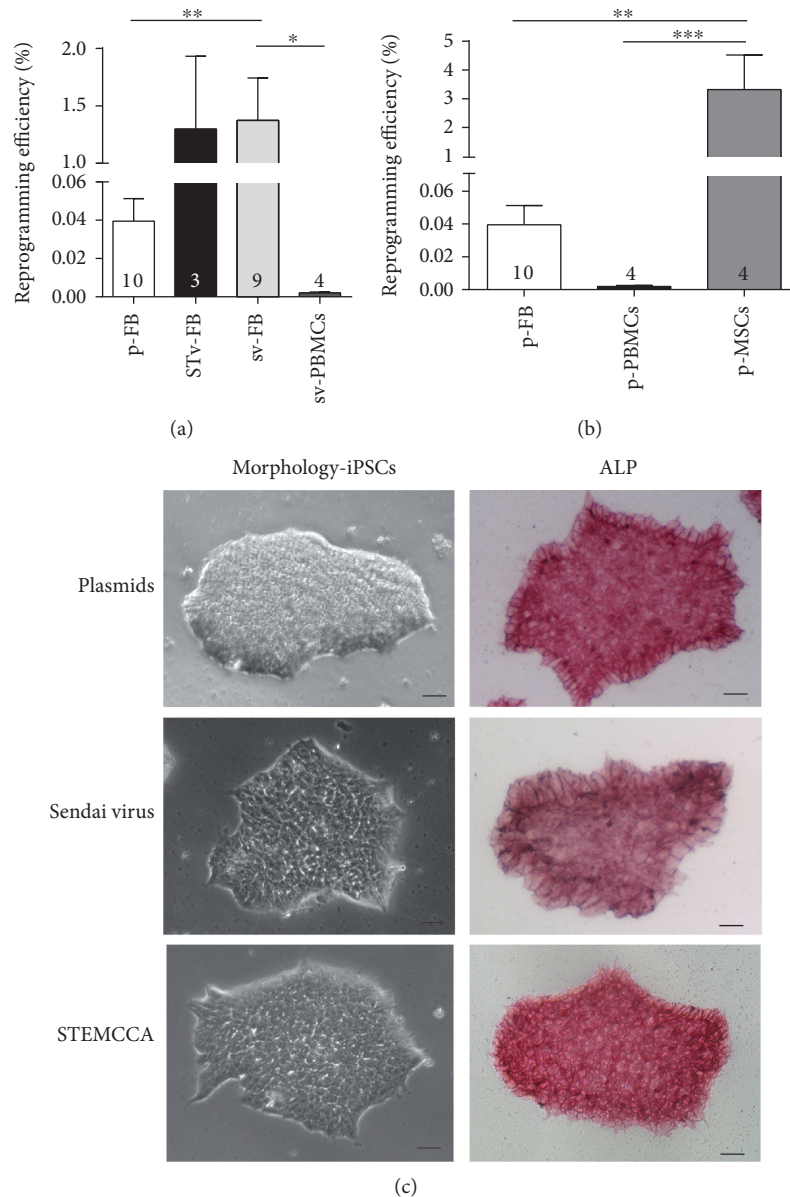 **
*
Reprogramming efficiency (%)
2.0
1.5
1.0
0.06
0.04
0.02
0.00
10
3
9
4
p-FB
STv-FB
sv-FB
sv-PBMCs
(a)
**
***
Reprogramming efficiency (%)
5
4
3
2
1
0.06
0.04
0.02
0.00
10
4
4
p-FB
p-PBMCs
p-MSCs
(b)
Morphology-iPSCs
ALP
Plasmids
Sendai virus
STEMCCA
(c)